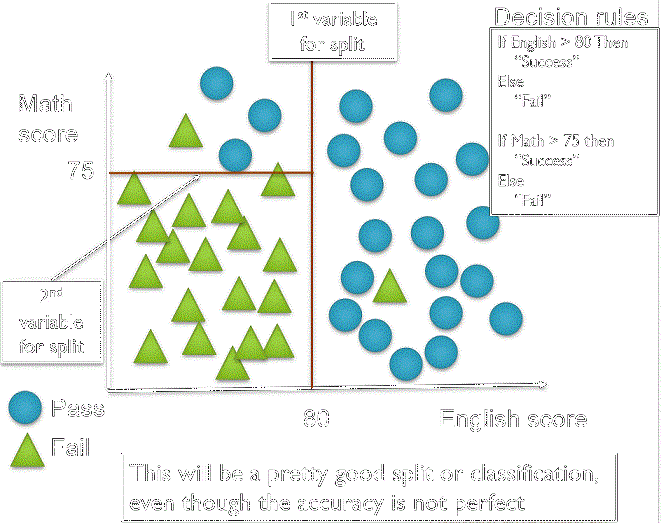 1st variable
for split
Decision rules
If English > 80 Then
"Success"
Else
"Fail"
If Math > 75 then
"Success"
Else
"Fail"
Math
score
75
2nd
variable
for split
80
English score
Pass
Fail
This will be a pretty good split or classification,
even though the accuracy is not perfect